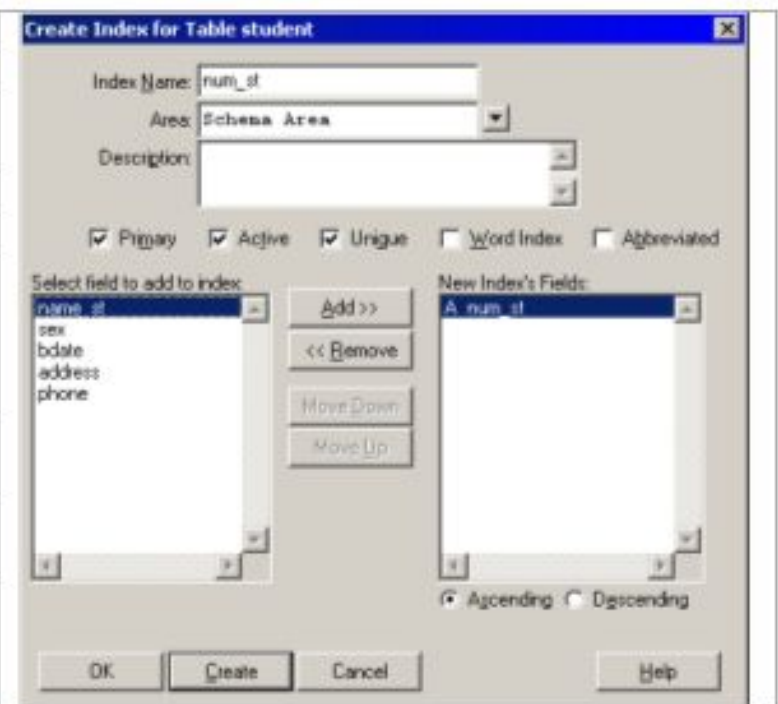 Create Index for Table student
Index Name: num_st
Area: Schema Area
Description:
Primary Active Unique Word Index Abbreviated
Select field to add to index:
name_st
sex
bdate
address
phone
Add >>
<< Remove
Move Down
Move Up
New Index's Fields:
A num_st
Ascending Descending
OK Create Cancel Help